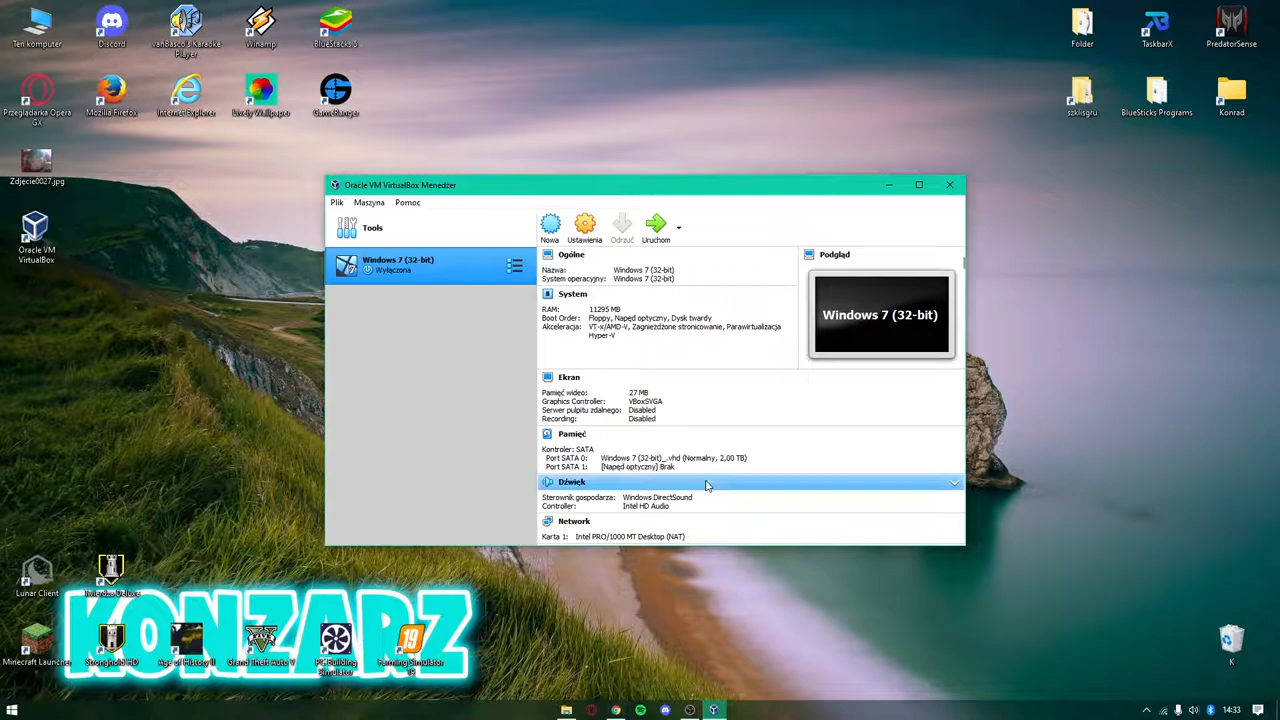 Ten komputer
Discord
vanBasco's Karaoke
Player
Winamp
BlueStacks 5
Folder
TaskbarX
PredatorSense
Przeglądarka Opera
GX
Mozilla Firefox
Internet Explorer
Lively Wallpaper
GameRanger
szklisgru
BlueSticks Programs
Konrad
Zdjęcie0027.jpg
Oracle VM
VirtualBox
Oracle VM VirtualBox Menedżer
Plik Maszyna Pomoc
Tools
Nowa Ustawienia Odrzuć Uruchom
Windows 7 (32-bit)
Wyłączona
Ogólne
Nazwa: Windows 7 (32-bit)
System operacyjny: Windows 7 (32-bit)
System
RAM: 11295 MB
Boot Order: Floppy, Napęd optyczny, Dysk twardy
Akceleracja: VT-x/AMD-V, Zagnieżdżone stronicowanie, Parawirtualizacja
Hyper-V
Podgląd
Windows 7 (32-bit)
Ekran
Pamięć wideo: 27 MB
Graphics Controller: VBoxSVGA
Serwer pulpitu zdalnego: Disabled
Recording: Disabled
Pamięć
Kontroler: SATA
Port SATA 0: Windows 7 (32-bit)_.vhd (Normalny, 2,00 TB)
Port SATA 1: [Napęd optyczny] Brak
Dźwięk
Sterownik gospodarza: Windows DirectSound
Controller: Intel HD Audio
Network
Karta 1: Intel PRO/1000 MT Desktop (NAT)
Lunar Client
Twierdza Deluxe
KONZARZ
Minecraft Launcher
Stronghold HD
Age of History II
Grand Theft Auto V
PC Building
Simulator
Farming Simulator
19
K
14:33